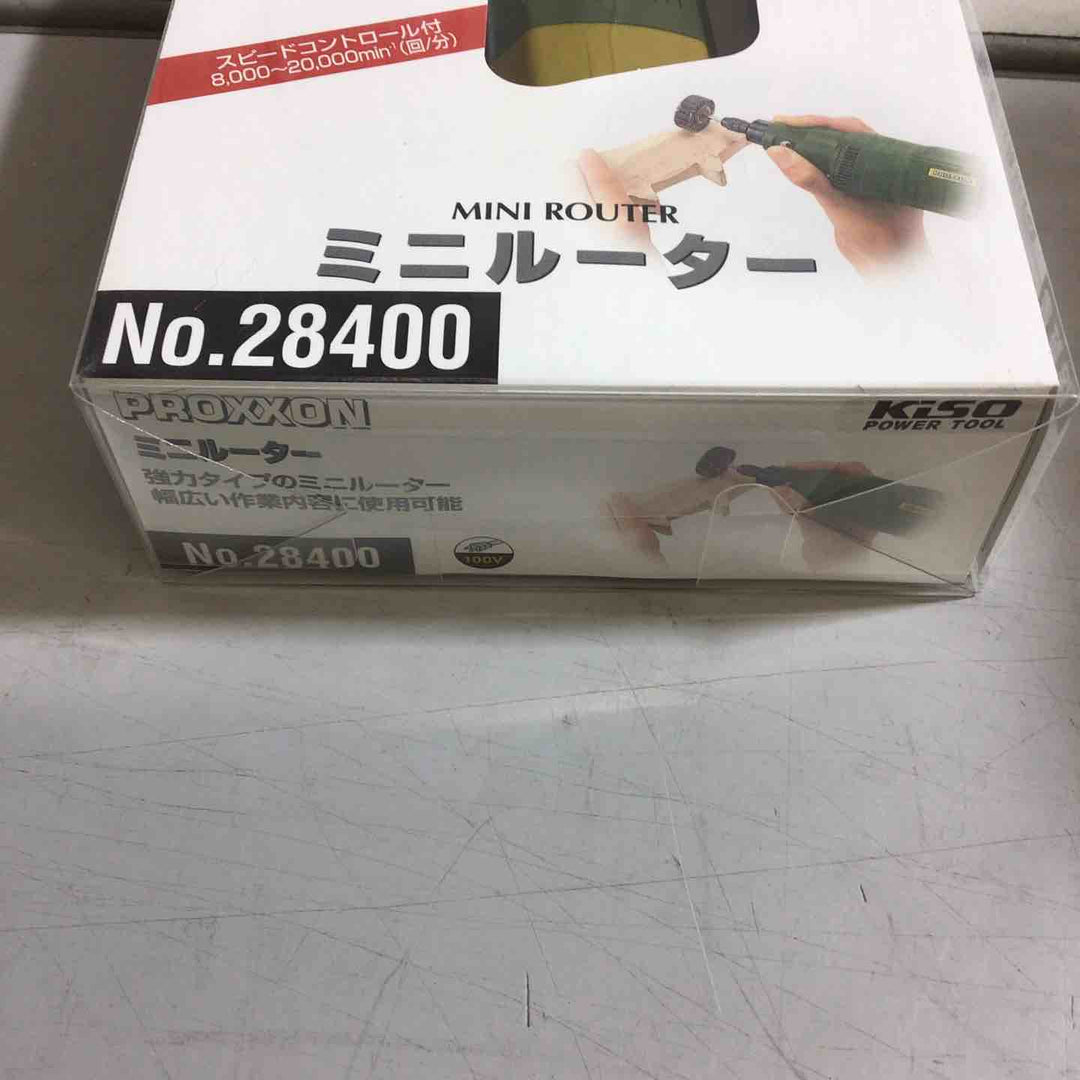 スピードコントロール付
8,000〜20,000min⁻¹(回/分)
MINI ROUTER
ミニルーター
No.28400
PROXXON
KISO
POWER TOOL
ミニルーター
強力タイプのミニルーター
幅広い作業内容に使用可能
No.28400
100V